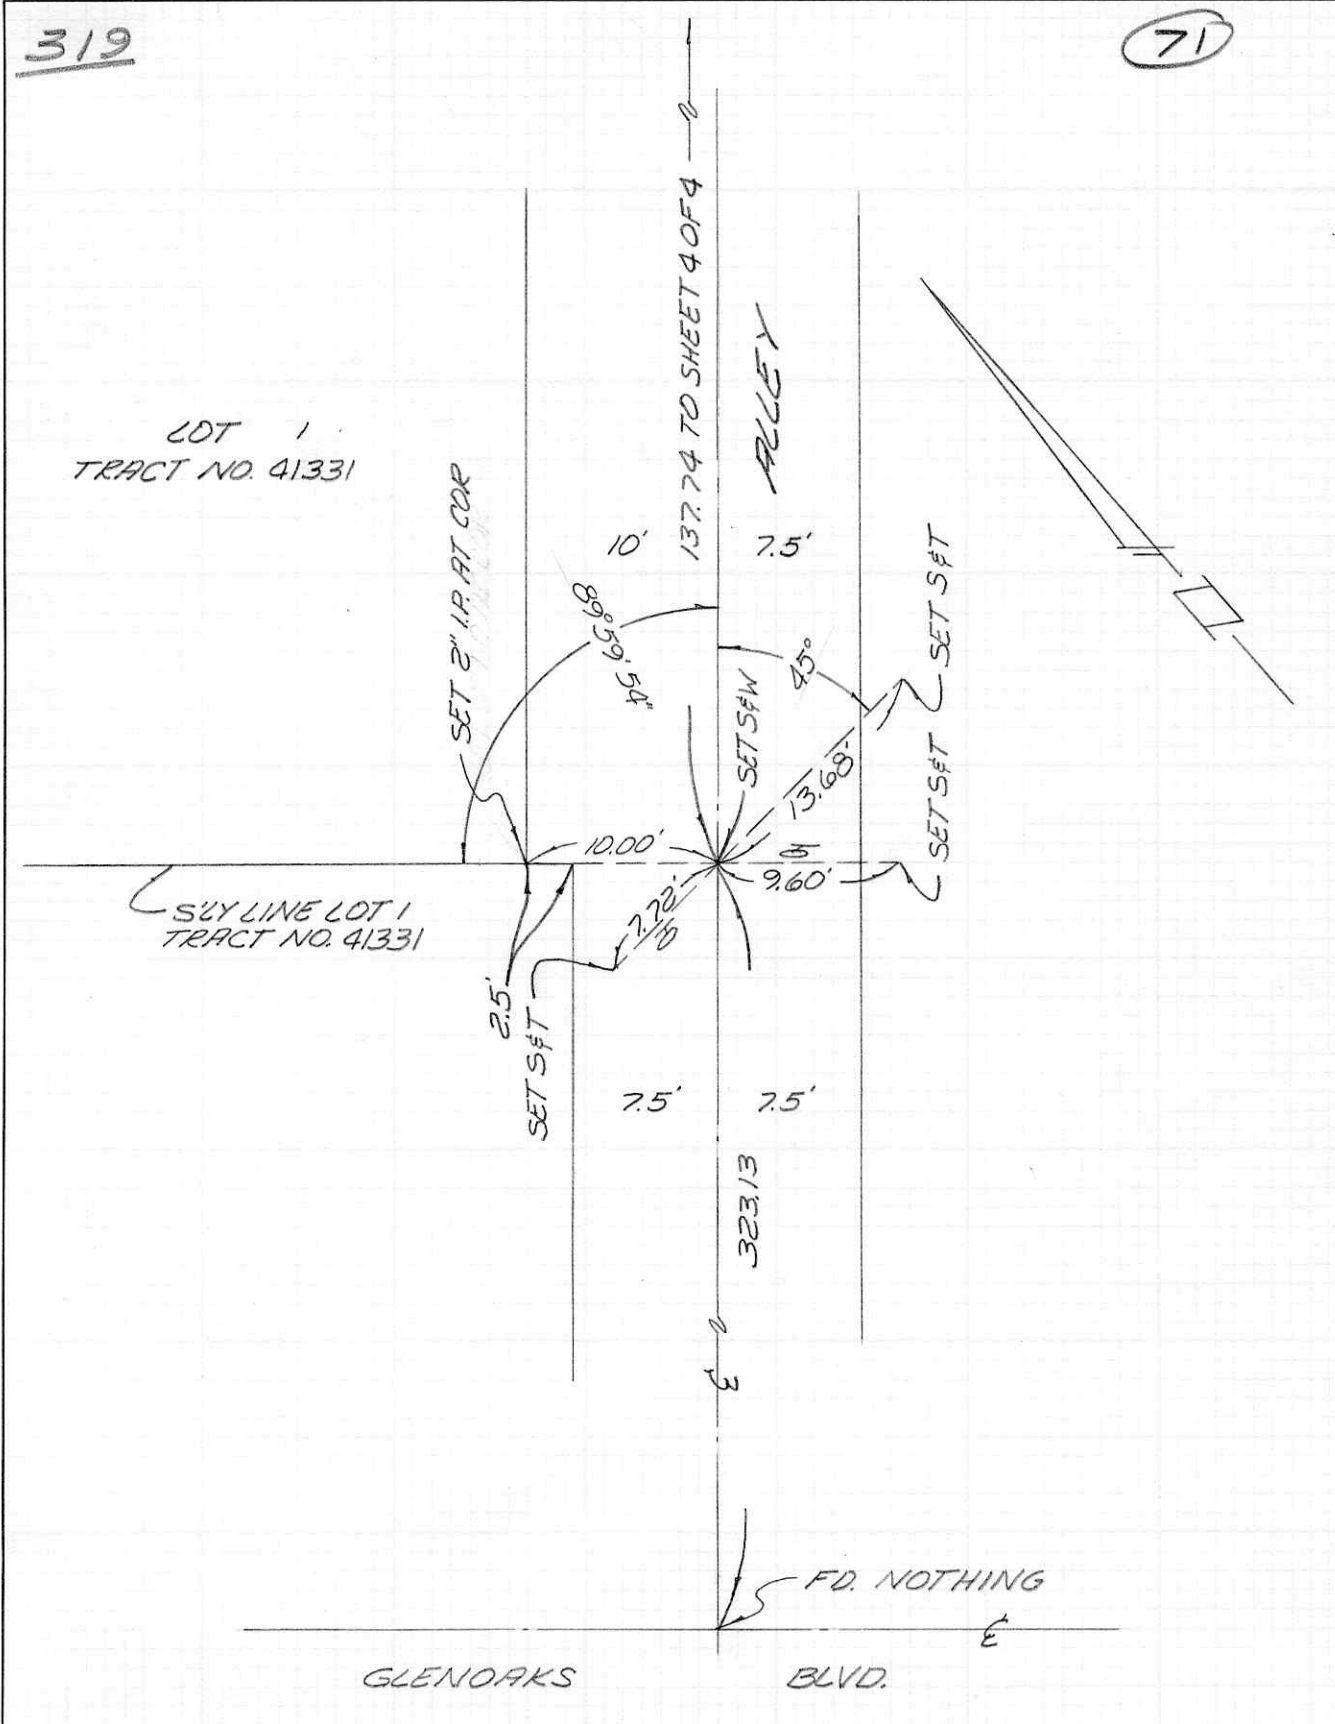 319
71
137.74 TO SHEET 4 OF 4
ALLEY
LOT 1
TRACT NO. 41331
SET 2" I.P. AT COR
10'
7.5'
89°59'54"
45°
SET S&W
SET S&T
13.68'
SET S&T
10.00'
9.60'
7.72'
S'LY LINE LOT 1
TRACT NO. 41331
2.5'
SET S&T
7.5'
7.5'
323.13
FD. NOTHING
GLENOAKS BLVD.